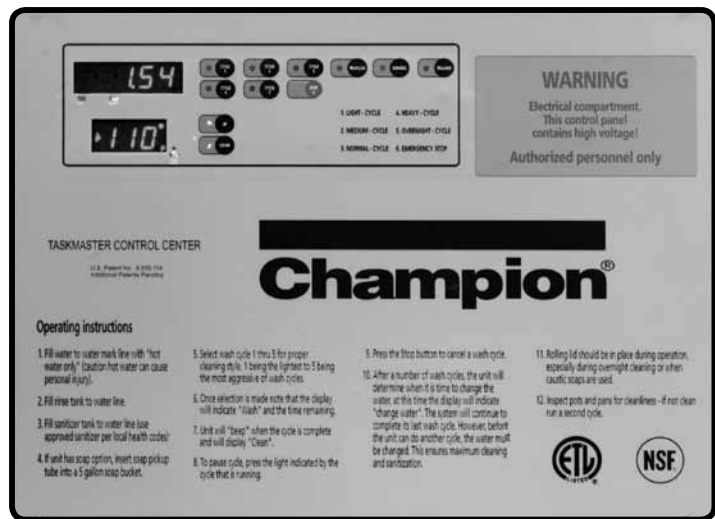 1.54
110°
1. LIGHT - CYCLE 4. HEAVY - CYCLE
2. MEDIUM - CYCLE 5. OVERNIGHT - CYCLE
3. NORMAL - CYCLE 6. EMERGENCY STOP
WARNING
Electrical compartment.
This control panel
contains high voltage!
Authorized personnel only
TASKMASTER CONTROL CENTER
U.S. Patent No.
Additional Patents Pending
Champion®
Operating instructions
1. Fill water to water mark line with "hot
water only" (caution hot water can cause
personal injury).
2. Fill rinse tank to water line.
3. Fill sanitizer tank to water line (use
approved sanitizer per local health codes)
4. If unit has soap option, insert soap pickup
tube into a 5 gallon soap bucket.
5. Select wash cycle 1 thru 5 for proper
cleaning style, 1 being the lightest to 5 being
the most aggressive of wash cycles.
6. Once selection is made note that the display
will indicate "Wash" and the time remaining.
7. Unit will "beep" when the cycle is complete
and will display "Clean".
8. To pause cycle, press the light indicated by the
cycle that is running.
9. Press the Stop button to cancel a wash cycle.
10. After a number of wash cycles, the unit will
determine when it is time to change the
water, at this time the display will indicate
"change water". The system will continue to
complete its last wash cycle. However, before
the unit can do another cycle, the water must
be changed. This ensures maximum cleaning
and sanitization.
11. Rolling lid should be in place during operation,
especially during overnight cleaning or when
caustic soaps are used.
12. Inspect pots and pans for cleanliness - if not clean
run a second cycle.
ETL
LISTED
NSF®